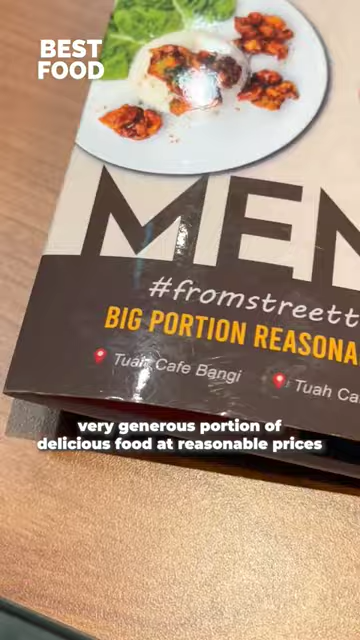 BEST
FOOD
MEN
#fromstreett
BIG PORTION REASONA
Tuah Cafe Bangi
Tuah Ca
very generous portion of
delicious food at reasonable prices